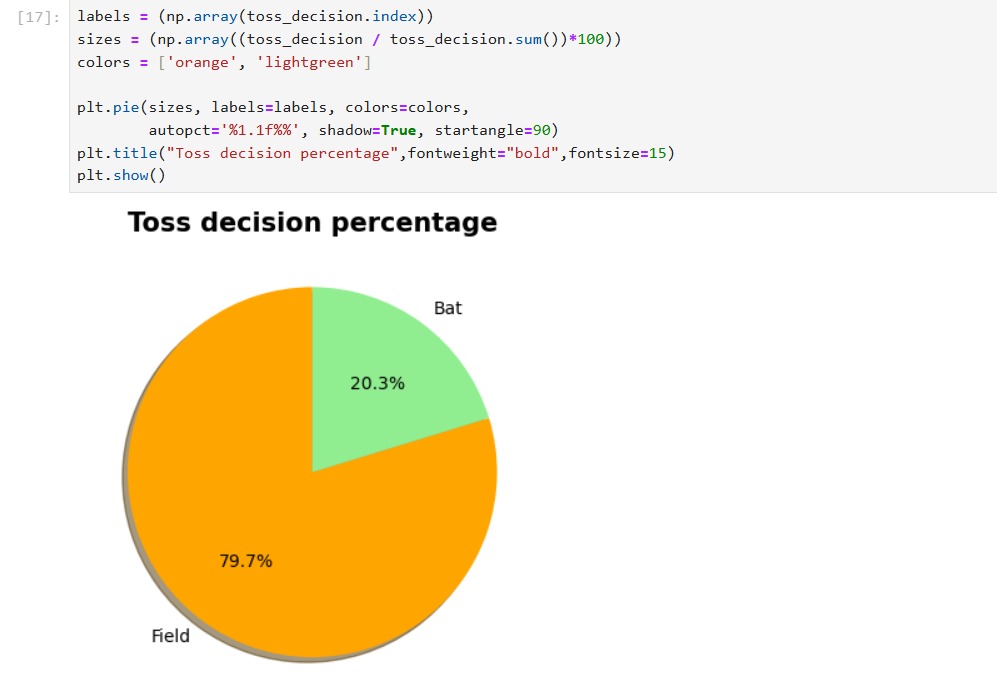 [17]: labels = (np.array(toss_decision.index))
sizes = (np.array((toss_decision / toss_decision.sum())*100))
colors = ['orange', 'lightgreen']

plt.pie(sizes, labels=labels, colors=colors,
        autopct='%1.1f%%', shadow=True, startangle=90)
plt.title("Toss decision percentage",fontweight="bold",fontsize=15)
plt.show()
Toss decision percentage
Bat
20.3%
79.7%
Field